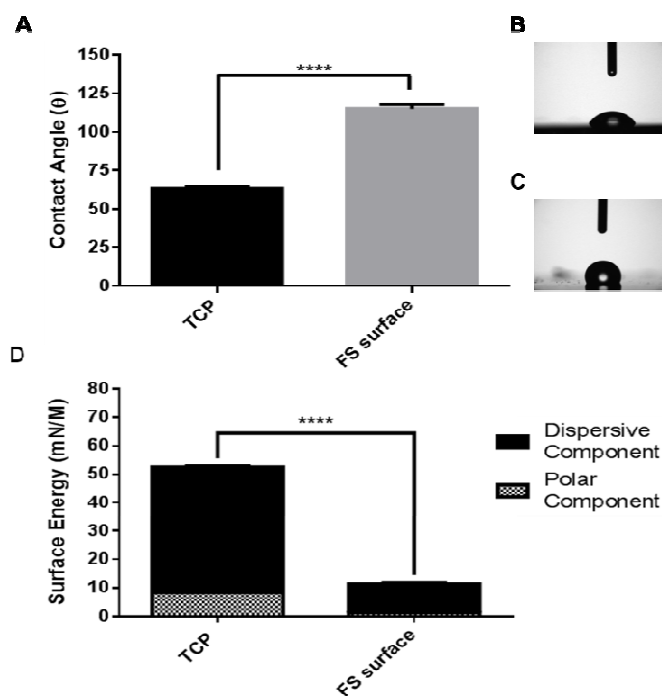 A
Contact Angle (θ)
150
125
100
75
50
25
0
****
TCP
FS surface
B
C
D
Surface Energy (mN/M)
80
70
60
50
40
30
20
10
0
****
TCP
FS surface
Dispersive
Component
Polar
Component